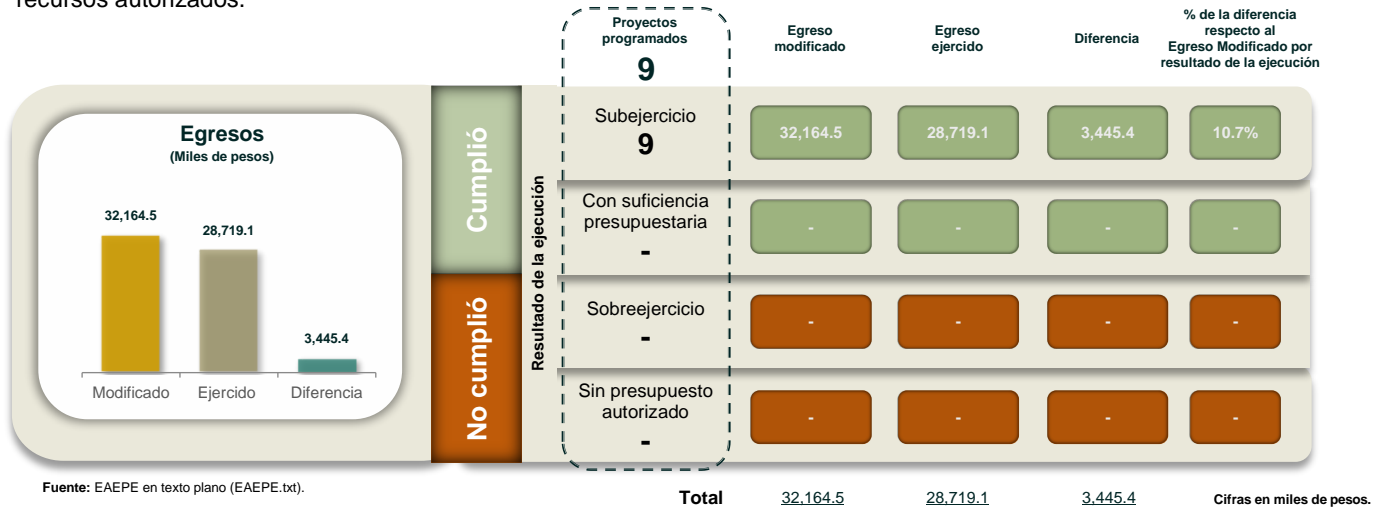 recursos autorizados.
Proyectos
programados
9
Egreso
modificado
Egreso
ejercido
Diferencia
% de la diferencia
respecto al
Egreso Modificado por
resultado de la ejecución
Egresos
(Miles de pesos)
32,164.5
28,719.1
3,445.4
Modificado
Ejercido
Diferencia
Cumplió
No cumplió
Resultado de la ejecución
Subejercicio
9
32,164.5
28,719.1
3,445.4
10.7%
Con suficiencia
presupuestaria
-
-
-
-
-
Sobreejercicio
-
-
-
-
-
Sin presupuesto
autorizado
-
-
-
-
-
Fuente: EAEPE en texto plano (EAEPE.txt).
Total
32,164.5
28,719.1
3,445.4
Cifras en miles de pesos.